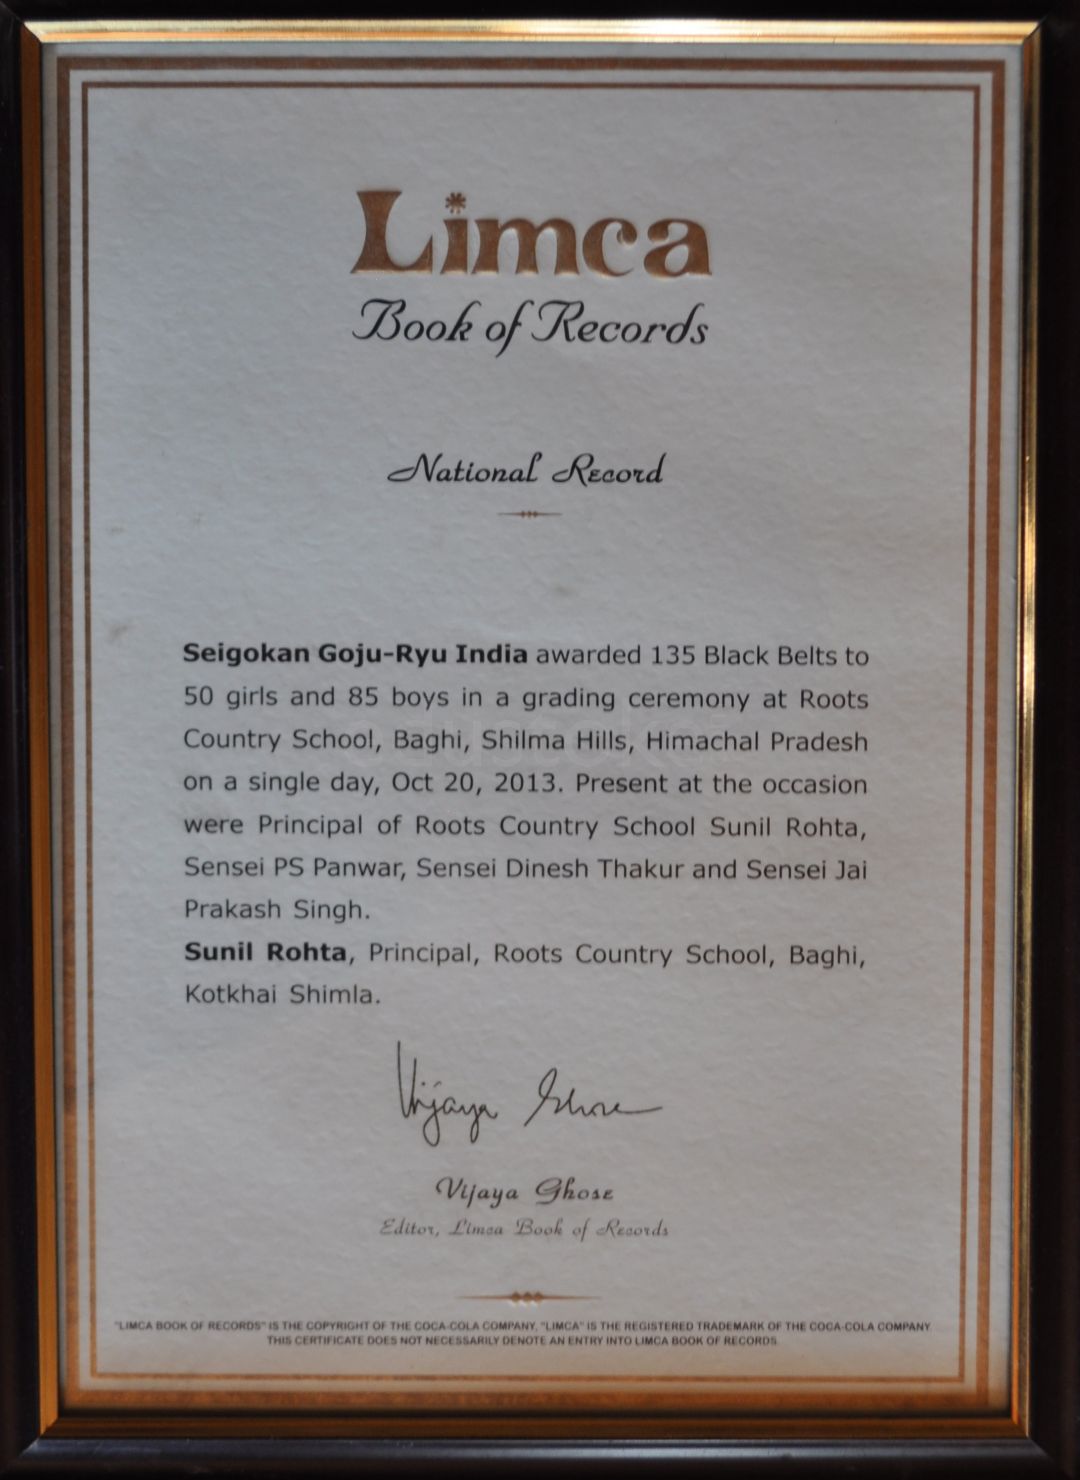 Limca
Book of Records
National Record
Seigokan Goju-Ryu India awarded 135 Black Belts to
50 girls and 85 boys in a grading ceremony at Roots
Country School, Baghi, Shilma Hills, Himachal Pradesh
on a single day, Oct 20, 2013. Present at the occasion
were Principal of Roots Country School Sunil Rohta,
Sensei PS Panwar, Sensei Dinesh Thakur and Sensei Jai
Prakash Singh.
Sunil Rohta, Principal, Roots Country School, Baghi,
Kotkhai Shimla.
Vijaya Ghose
Vijaya Ghose
Editor, Limca Book of Records
"LIMCA BOOK OF RECORDS" IS THE COPYRIGHT OF THE COCA-COLA COMPANY, "LIMCA" IS THE REGISTERED TRADEMARK OF THE COCA-COLA COMPANY
THIS CERTIFICATE DOES NOT NECESSARILY DENOTE AN ENTRY INTO LIMCA BOOK OF RECORDS